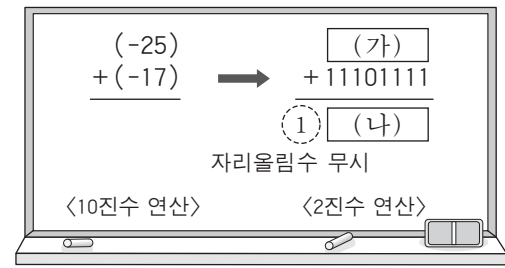 (-25) (가)
+(-17) → +11101111
1 (나)
자리올림수 무시
〈10진수 연산〉 〈2진수 연산〉